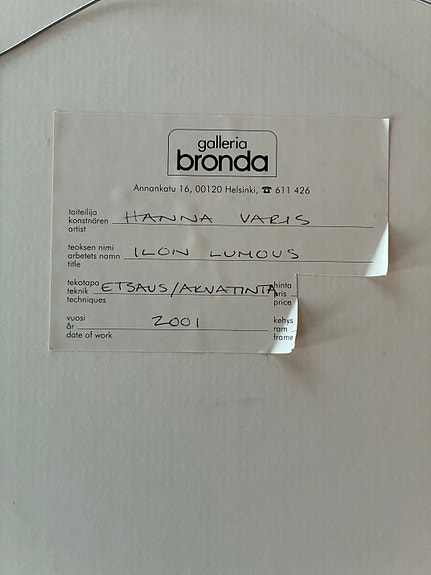 galleria
bronda
Annankatu 16, 00120 Helsinki, ☎ 611 426
taiteilija
konstnären HANNA VARIS
artist
teoksen nimi
arbetets namn ILON LUMOUS
title
tekotapa hinta
teknik ETSAUS/AKVATINTA pris
techniques price
vuosi kehys
år 2001 ram
date of work frame